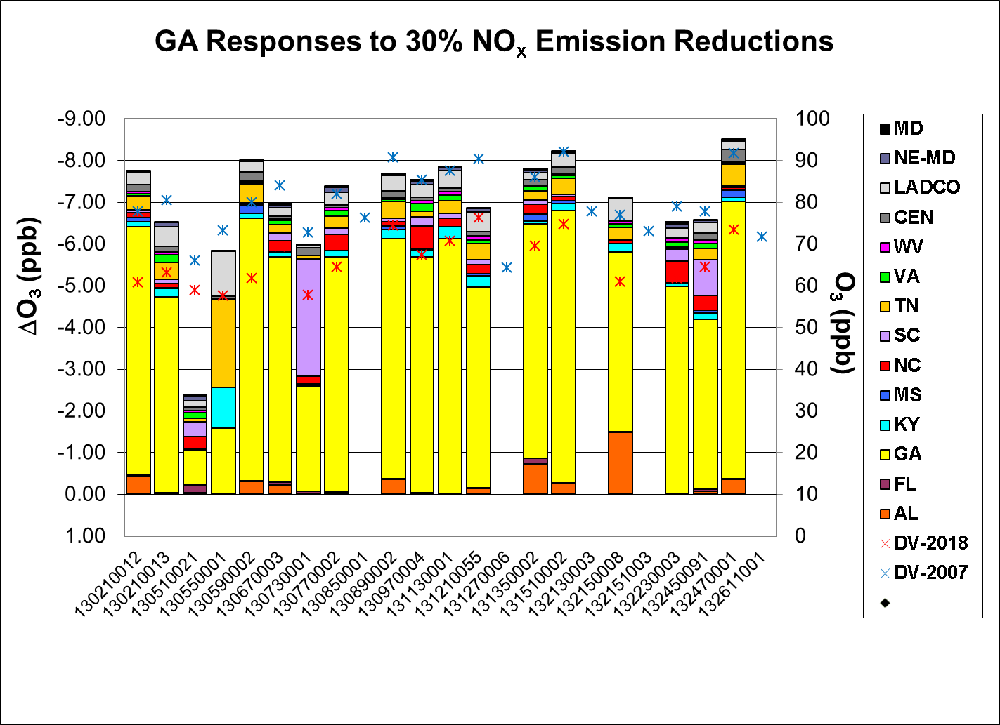 GA Responses to 30% NOx Emission Reductions
ΔO3 (ppb)
-9.00
-8.00
-7.00
-6.00
-5.00
-4.00
-3.00
-2.00
-1.00
0.00
1.00
100
90
80
70
60
50
40
30
20
10
0
O3 (ppb)
130210012
130210013
130510021
130550001
130590002
130670003
130730001
130770002
130850001
130890002
130970004
131130001
131210055
131270006
131350002
131510002
132130003
132150008
132151003
132230003
132450091
132470001
132611001
MD
NE-MD
LADCO
CEN
WV
VA
TN
SC
NC
MS
KY
GA
FL
AL
DV-2018
DV-2007